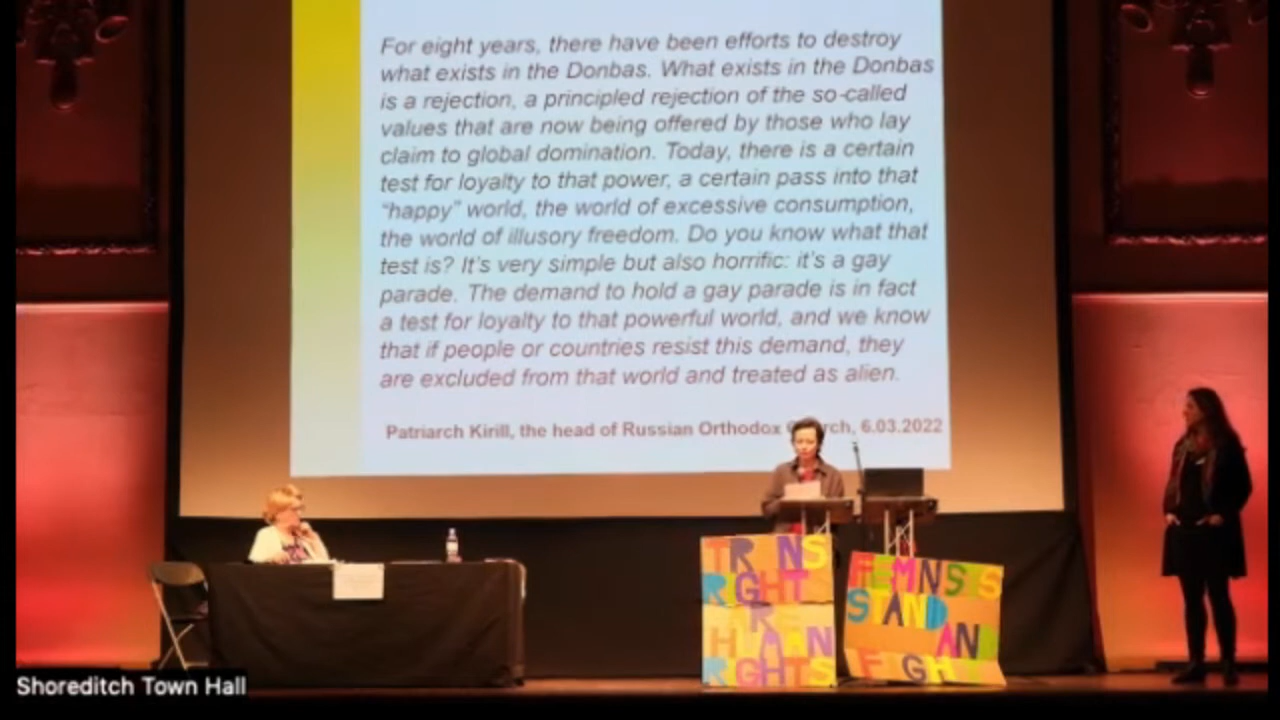 For eight years, there have been efforts to destroy
what exists in the Donbas. What exists in the Donbas
is a rejection, a principled rejection of the so-called
values that are now being offered by those who lay
claim to global domination. Today, there is a certain
test for loyalty to that power, a certain pass into that
“happy” world, the world of excessive consumption,
the world of illusory freedom. Do you know what that
test is? It’s very simple but also horrific: it’s a gay
parade. The demand to hold a gay parade is in fact
a test for loyalty to that powerful world, and we know
that if people or countries resist this demand, they
are excluded from that world and treated as alien.
Patriarch Kirill, the head of Russian Orthodox 6.03.2022
TRANS
RIGHT
ARE
HUMAN
RIGHTS
STAND
AN
FIGH
Shoreditch Town Hall